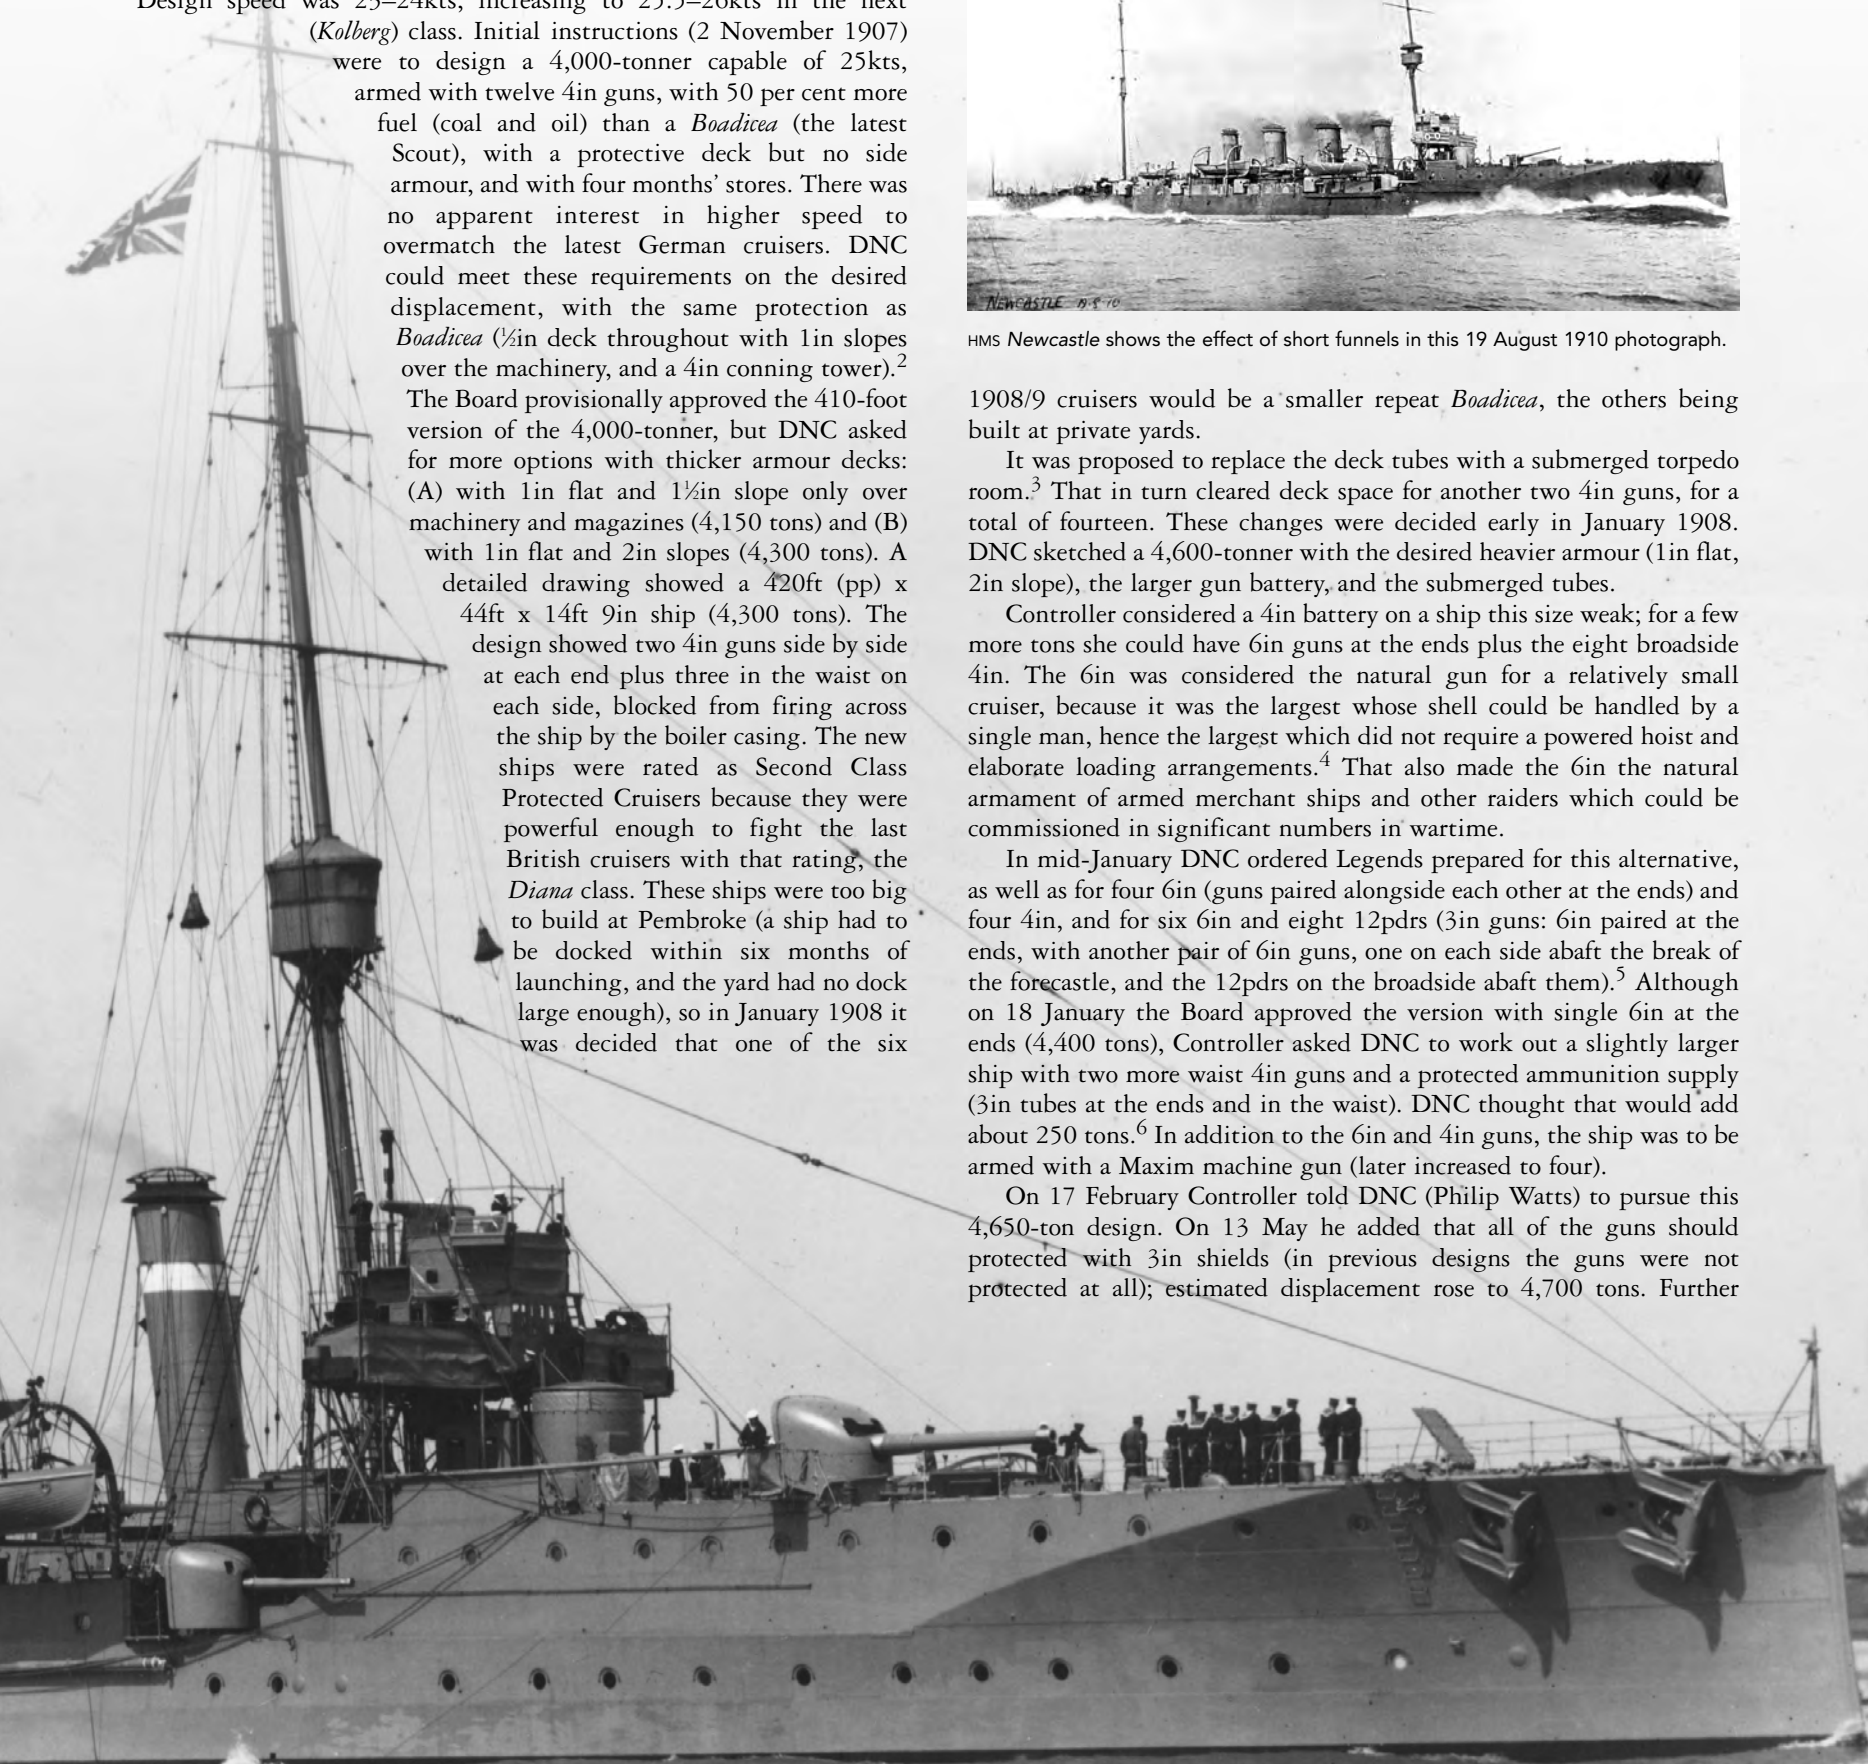 Design speed was 23–24kts, increasing to 25.5–26kts in the next
(Kolberg) class. Initial instructions (2 November 1907)
were to design a 4,000-tonner capable of 25kts,
armed with twelve 4in guns, with 50 per cent more
fuel (coal and oil) than a Boadicea (the latest
Scout), with a protective deck but no side
armour, and with four months’ stores. There was
no apparent interest in higher speed to
overmatch the latest German cruisers. DNC
could meet these requirements on the desired
displacement, with the same protection as
Boadicea (½in deck throughout with 1in slopes
over the machinery, and a 4in conning tower).2
The Board provisionally approved the 410-foot
version of the 4,000-tonner, but DNC asked
for more options with thicker armour decks:
(A) with 1in flat and 1½in slope only over
machinery and magazines (4,150 tons) and (B)
with 1in flat and 2in slopes (4,300 tons). A
detailed drawing showed a 420ft (pp) x
44ft x 14ft 9in ship (4,300 tons). The
design showed two 4in guns side by side
at each end plus three in the waist on
each side, blocked from firing across
the ship by the boiler casing. The new
ships were rated as Second Class
Protected Cruisers because they were
powerful enough to fight the last
British cruisers with that rating, the
Diana class. These ships were too big
to build at Pembroke (a ship had to
be docked within six months of
launching, and the yard had no dock
large enough), so in January 1908 it
was decided that one of the six
NEWCASTLE 19-8-10
HMS Newcastle shows the effect of short funnels in this 19 August 1910 photograph.
1908/9 cruisers would be a smaller repeat Boadicea, the others being
built at private yards.
It was proposed to replace the deck tubes with a submerged torpedo
room.3 That in turn cleared deck space for another two 4in guns, for a
total of fourteen. These changes were decided early in January 1908.
DNC sketched a 4,600-tonner with the desired heavier armour (1in flat,
2in slope), the larger gun battery, and the submerged tubes.
Controller considered a 4in battery on a ship this size weak; for a few
more tons she could have 6in guns at the ends plus the eight broadside
4in. The 6in was considered the natural gun for a relatively small
cruiser, because it was the largest whose shell could be handled by a
single man, hence the largest which did not require a powered hoist and
elaborate loading arrangements.4 That also made the 6in the natural
armament of armed merchant ships and other raiders which could be
commissioned in significant numbers in wartime.
In mid-January DNC ordered Legends prepared for this alternative,
as well as for four 6in (guns paired alongside each other at the ends) and
four 4in, and for six 6in and eight 12pdrs (3in guns: 6in paired at the
ends, with another pair of 6in guns, one on each side abaft the break of
the forecastle, and the 12pdrs on the broadside abaft them).5 Although
on 18 January the Board approved the version with single 6in at the
ends (4,400 tons), Controller asked DNC to work out a slightly larger
ship with two more waist 4in guns and a protected ammunition supply
(3in tubes at the ends and in the waist). DNC thought that would add
about 250 tons.6 In addition to the 6in and 4in guns, the ship was to be
armed with a Maxim machine gun (later increased to four).
On 17 February Controller told DNC (Philip Watts) to pursue this
4,650-ton design. On 13 May he added that all of the guns should
protected with 3in shields (in previous designs the guns were not
protected at all); estimated displacement rose to 4,700 tons. Further